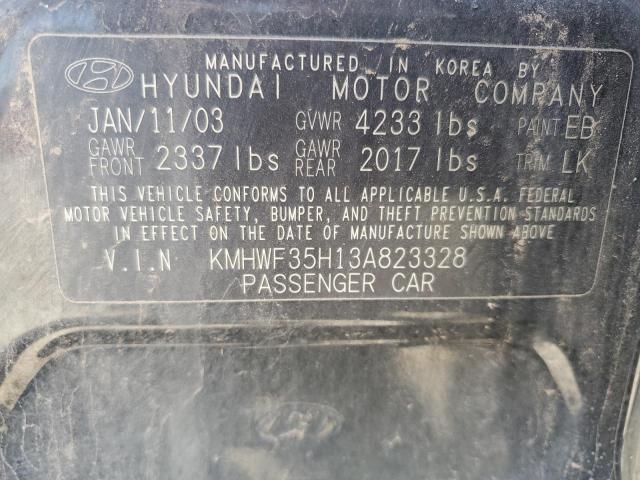 MANUFACTURED IN KOREA BY
HYUNDAI MOTOR COMPANY
JAN/11/03 GVWR 4233 lbs PAINT EB
GAWR FRONT 2337 lbs GAWR REAR 2017 lbs TRIM LK
THIS VEHICLE CONFORMS TO ALL APPLICABLE U.S.A. FEDERAL
MOTOR VEHICLE SAFETY, BUMPER, AND THEFT PREVENTION STANDARDS
IN EFFECT ON THE DATE OF MANUFACTURE SHOWN ABOVE
V.I.N KMHWF35H13A823328
PASSENGER CAR